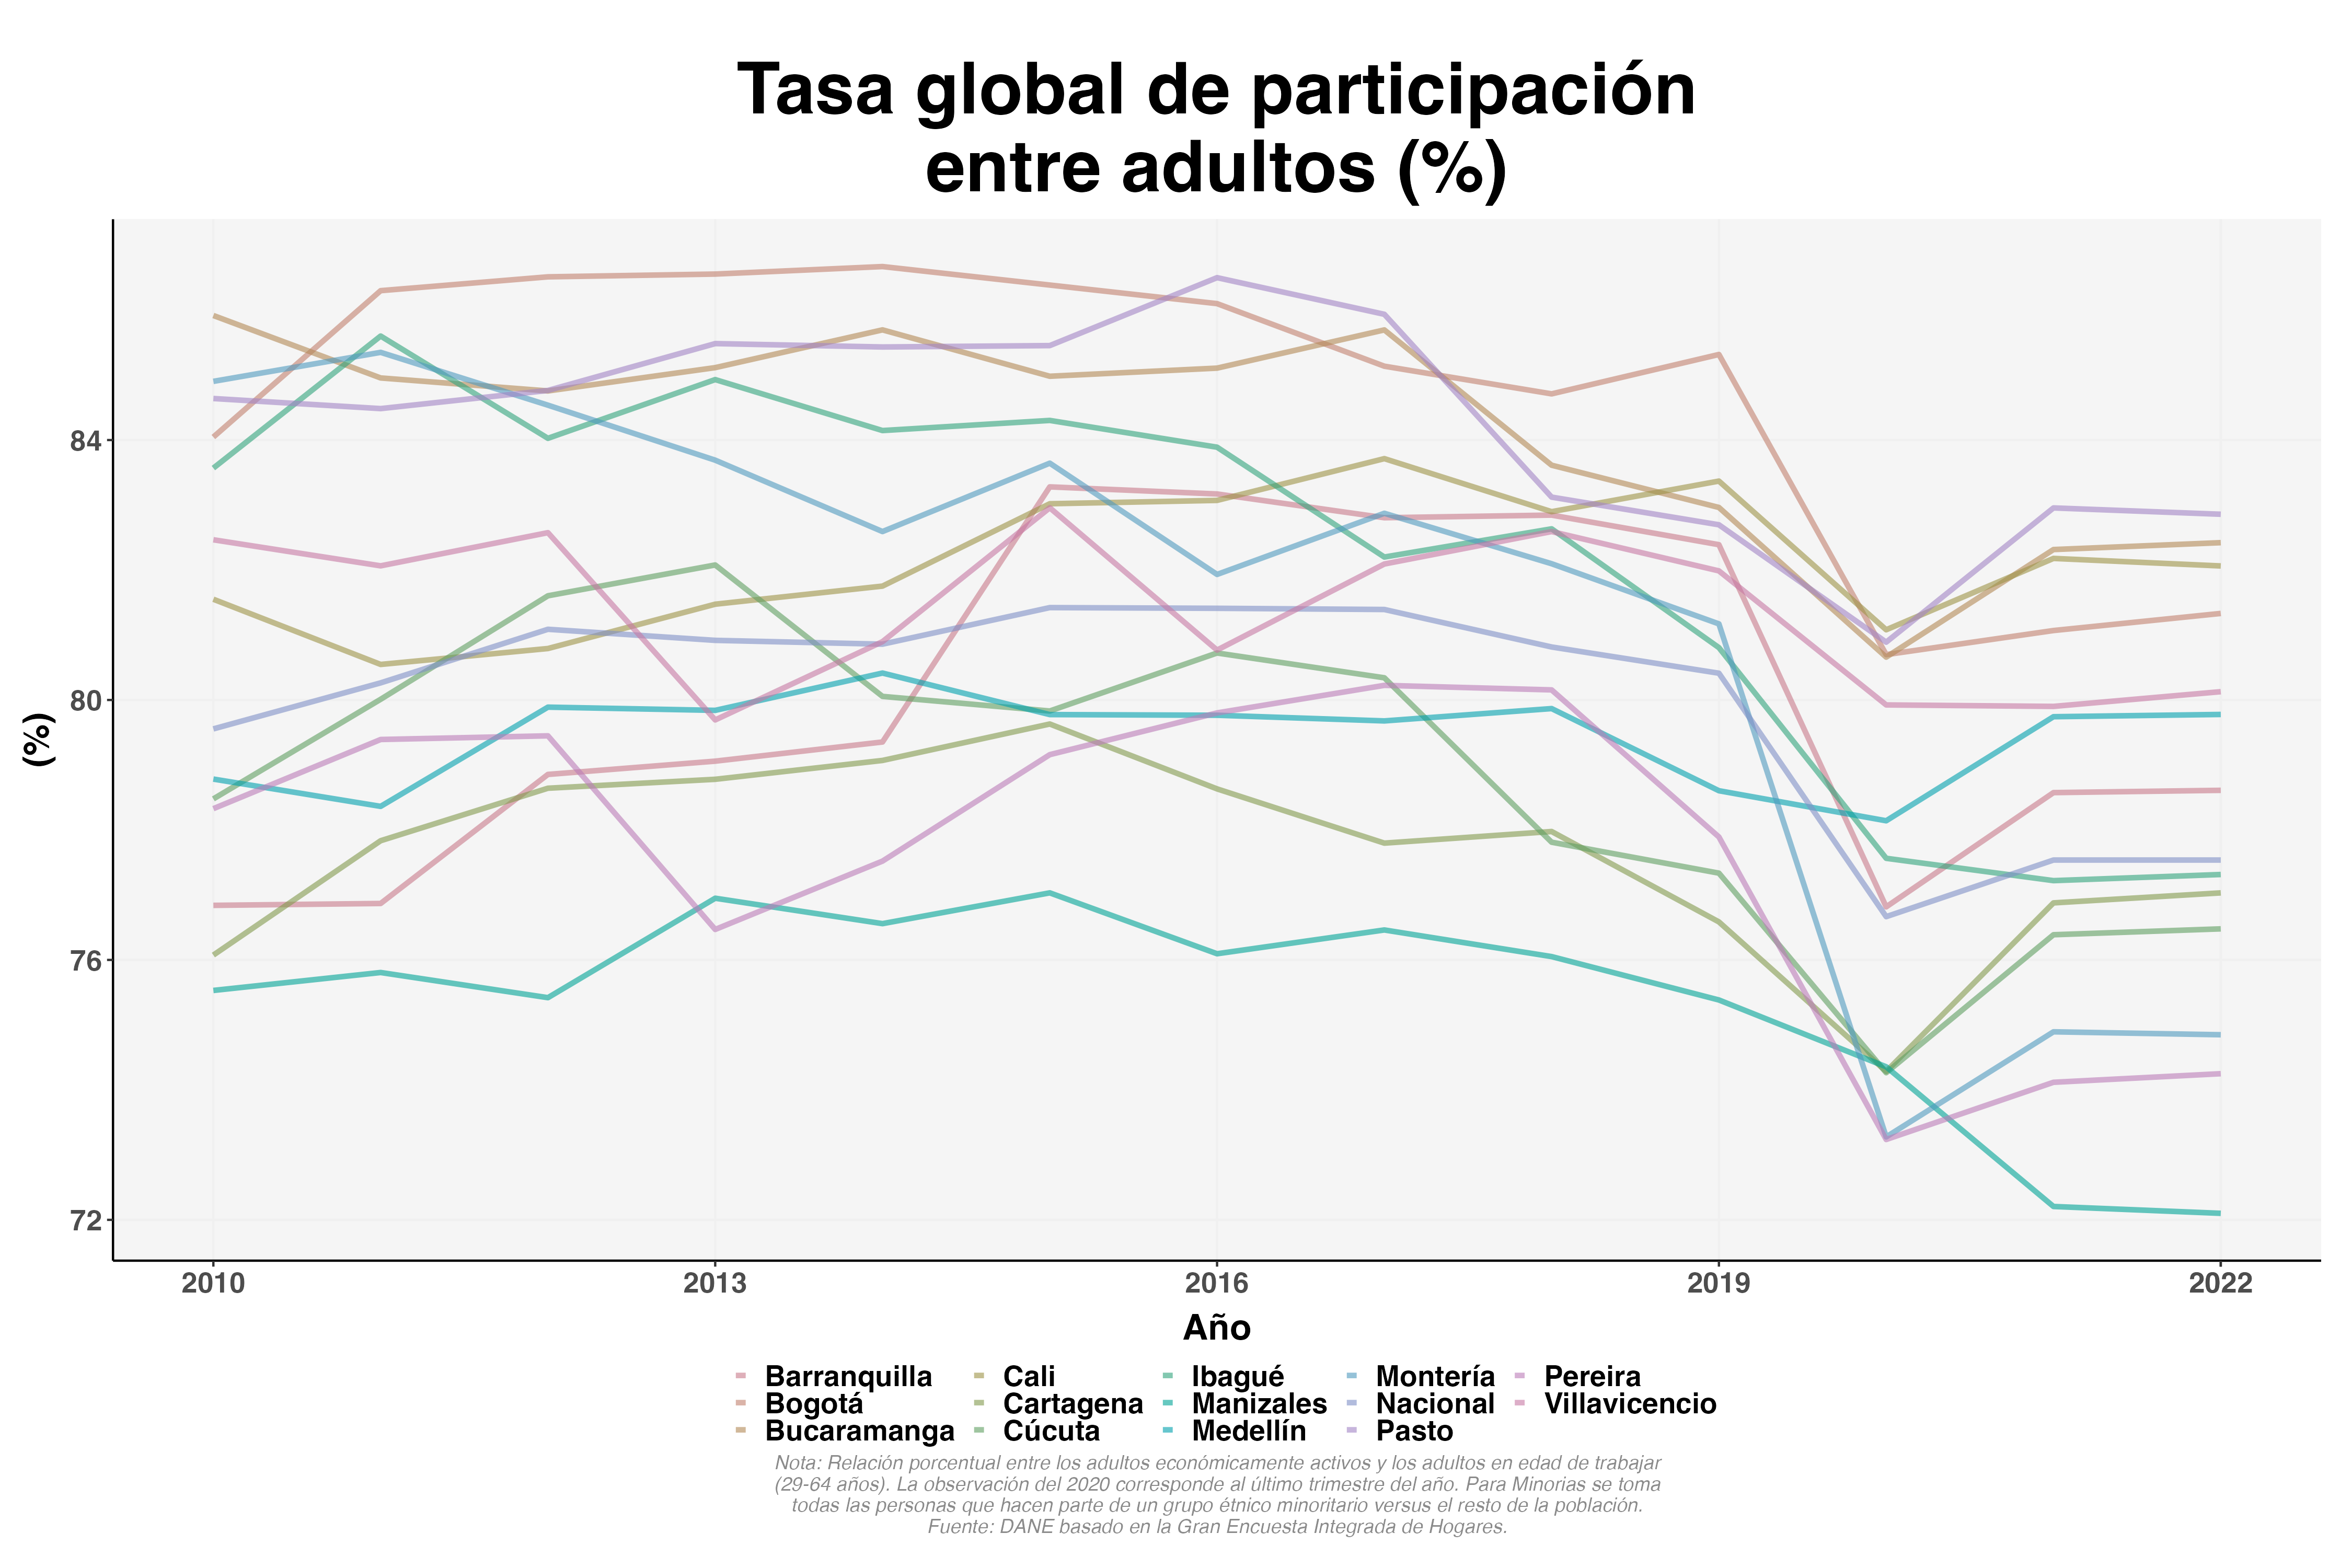 Tasa global de participación
entre adultos (%)
(%)
84
80
76
72
2010 2013 2016 2019 2022
Año
Barranquilla Cali Ibagué Montería Pereira
Bogotá Cartagena Manizales Nacional Villavicencio
Bucaramanga Cúcuta Medellín Pasto
Nota: Relación porcentual entre los adultos económicamente activos y los adultos en edad de trabajar
(29-64 años). La observación del 2020 corresponde al último trimestre del año. Para Minorias se toma
todas las personas que hacen parte de un grupo étnico minoritario versus el resto de la población.
Fuente: DANE basado en la Gran Encuesta Integrada de Hogares.